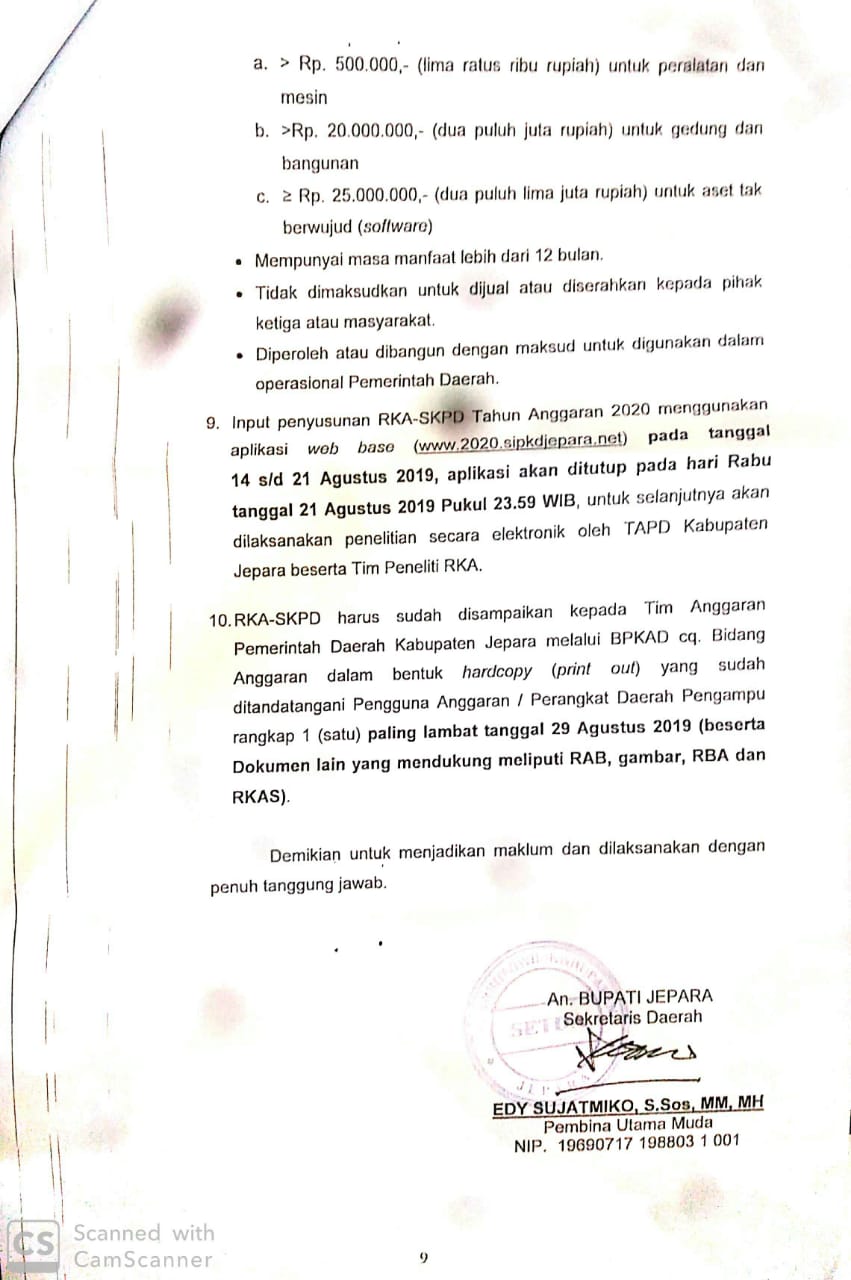 a. > Rp. 500.000,- (lima ratus ribu rupiah) untuk peralatan dan
mesin
b. >Rp. 20.000.000,- (dua puluh juta rupiah) untuk gedung dan
bangunan
c. ≥ Rp. 25.000.000,- (dua puluh lima juta rupiah) untuk aset tak
berwujud (software)
• Mempunyai masa manfaat lebih dari 12 bulan.
• Tidak dimaksudkan untuk dijual atau diserahkan kepada pihak
ketiga atau masyarakat.
• Diperoleh atau dibangun dengan maksud untuk digunakan dalam
operasional Pemerintah Daerah.
9. Input penyusunan RKA-SKPD Tahun Anggaran 2020 menggunakan
aplikasi web base (www.2020.sipkdjepara.net) pada tanggal
14 s/d 21 Agustus 2019, aplikasi akan ditutup pada hari Rabu
tanggal 21 Agustus 2019 Pukul 23.59 WIB, untuk selanjutnya akan
dilaksanakan penelitian secara elektronik oleh TAPD Kabupaten
Jepara beserta Tim Peneliti RKA.
10. RKA-SKPD harus sudah disampaikan kepada Tim Anggaran
Pemerintah Daerah Kabupaten Jepara melalui BPKAD cq. Bidang
Anggaran dalam bentuk hardcopy (print out) yang sudah
ditandatangani Pengguna Anggaran / Perangkat Daerah Pengampu
rangkap 1 (satu) paling lambat tanggal 29 Agustus 2019 (beserta
Dokumen lain yang mendukung meliputi RAB, gambar, RBA dan
RKAS).
Demikian untuk menjadikan maklum dan dilaksanakan dengan
penuh tanggung jawab.
An. BUPATI JEPARA
Sekretaris Daerah
JEPARA
EDY SUJATMIKO, S.Sos, MM, MH
Pembina Utama Muda
NIP. 19690717 198803 1 001
CS Scanned with
CamScanner
9